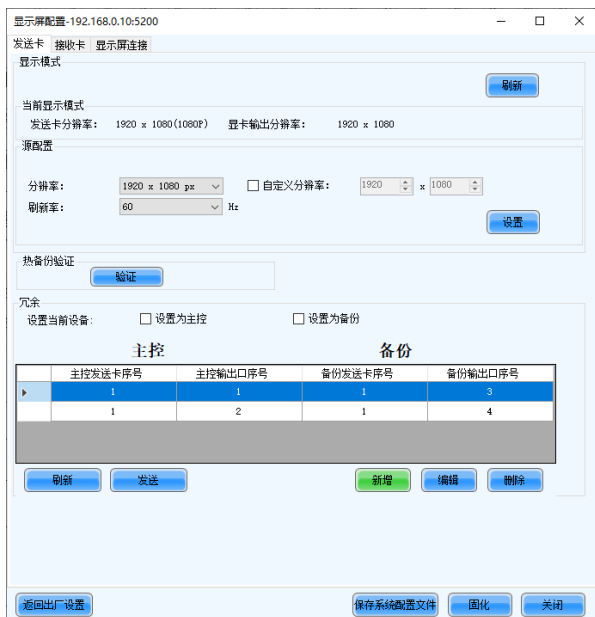 显示屏配置-192.168.0.10:5200
发送卡 接收卡 显示屏连接
显示模式
刷新
当前显示模式
发送卡分辨率: 1920 x 1080(1080P) 显卡输出分辨率: 1920 x 1080
源配置
分辨率: 1920 x 1080 px 自定义分辨率: 1920 x 1080
刷新率: 60 Hz
设置
热备份验证
验证
冗余
设置当前设备: 设置为主控 设置为备份
主控 备份
主控发送卡序号 主控输出口序号 备份发送卡序号 备份输出口序号
1 1 1 3
1 2 1 4
刷新 发送 新增 编辑 删除
返回出厂设置 保存系统配置文件 固化 关闭